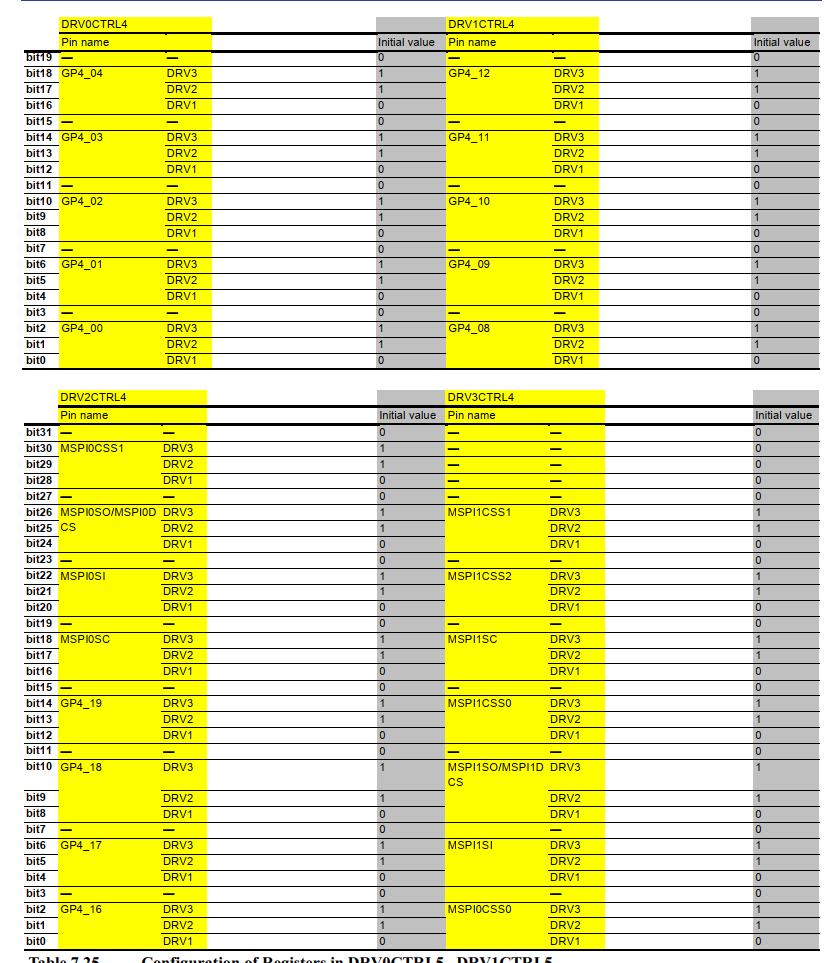 DRV0CTRL4 DRV1CTRL4
Pin name Initial value Pin name Initial value
bit19 — — 0 — — 0
bit18 GP4_04 DRV3 1 GP4_12 DRV3 1
bit17 DRV2 1 DRV2 1
bit16 DRV1 0 DRV1 0
bit15 — — 0 — — 0
bit14 GP4_03 DRV3 1 GP4_11 DRV3 1
bit13 DRV2 1 DRV2 1
bit12 DRV1 0 DRV1 0
bit11 — — 0 — — 0
bit10 GP4_02 DRV3 1 GP4_10 DRV3 1
bit9 DRV2 1 DRV2 1
bit8 DRV1 0 DRV1 0
bit7 — — 0 — — 0
bit6 GP4_01 DRV3 1 GP4_09 DRV3 1
bit5 DRV2 1 DRV2 1
bit4 DRV1 0 DRV1 0
bit3 — — 0 — — 0
bit2 GP4_00 DRV3 1 GP4_08 DRV3 1
bit1 DRV2 1 DRV2 1
bit0 DRV1 0 DRV1 0
DRV2CTRL4 DRV3CTRL4
Pin name Initial value Pin name Initial value
bit31 — — 0 — — 0
bit30 MSPI0CSS1 DRV3 1 — — 0
bit29 DRV2 1 — — 0
bit28 DRV1 0 — — 0
bit27 — — 0 — — 0
bit26 MSPI0SO/MSPI0D DRV3 1 MSPI1CSS1 DRV3 1
bit25 CS DRV2 1 DRV2 1
bit24 DRV1 0 DRV1 0
bit23 — — 0 — — 0
bit22 MSPI0SI DRV3 1 MSPI1CSS2 DRV3 1
bit21 DRV2 1 DRV2 1
bit20 DRV1 0 DRV1 0
bit19 — — 0 — — 0
bit18 MSPI0SC DRV3 1 MSPI1SC DRV3 1
bit17 DRV2 1 DRV2 1
bit16 DRV1 0 DRV1 0
bit15 — — 0 — — 0
bit14 GP4_19 DRV3 1 MSPI1CSS0 DRV3 1
bit13 DRV2 1 DRV2 1
bit12 DRV1 0 DRV1 0
bit11 — — 0 — — 0
bit10 GP4_18 DRV3 1 MSPI1SO/MSPI1D DRV3 1
CS
bit9 DRV2 1 DRV2 1
bit8 DRV1 0 DRV1 0
bit7 — — 0 — 0
bit6 GP4_17 DRV3 1 MSPI1SI DRV3 1
bit5 DRV2 1 DRV2 1
bit4 DRV1 0 DRV1 0
bit3 — — 0 — 0
bit2 GP4_16 DRV3 1 MSPI0CSS0 DRV3 1
bit1 DRV2 1 DRV2 1
bit0 DRV1 0 DRV1 0
Table 7.25 Configuration of Registers in DRV0CTRL5, DRV1CTRL5